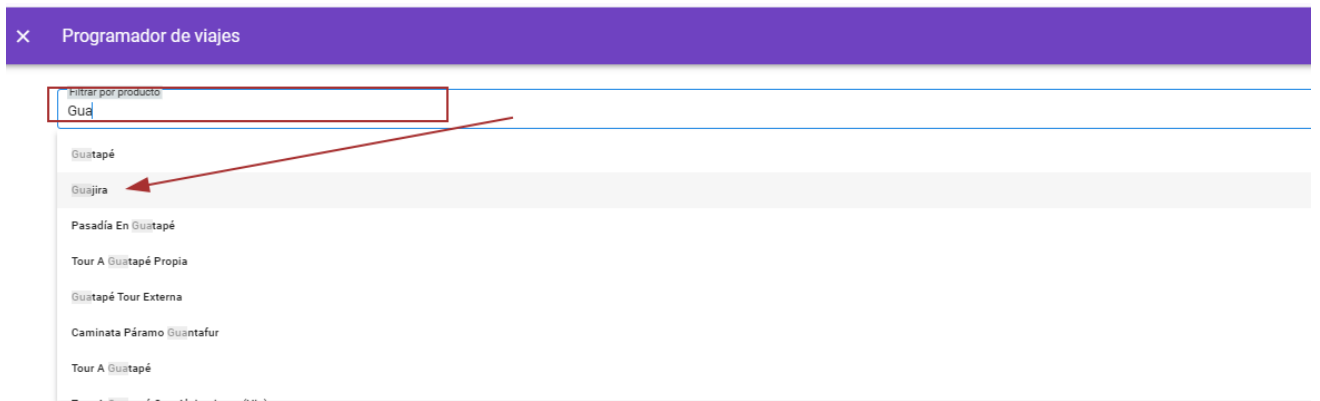 Programador de viajes
Filtrar por producto
Gua
Guatapé
Guajira
Pasadía En Guatapé
Tour A Guatapé Propia
Guatapé Tour Externa
Caminata Páramo Guantafur
Tour A Guatapé